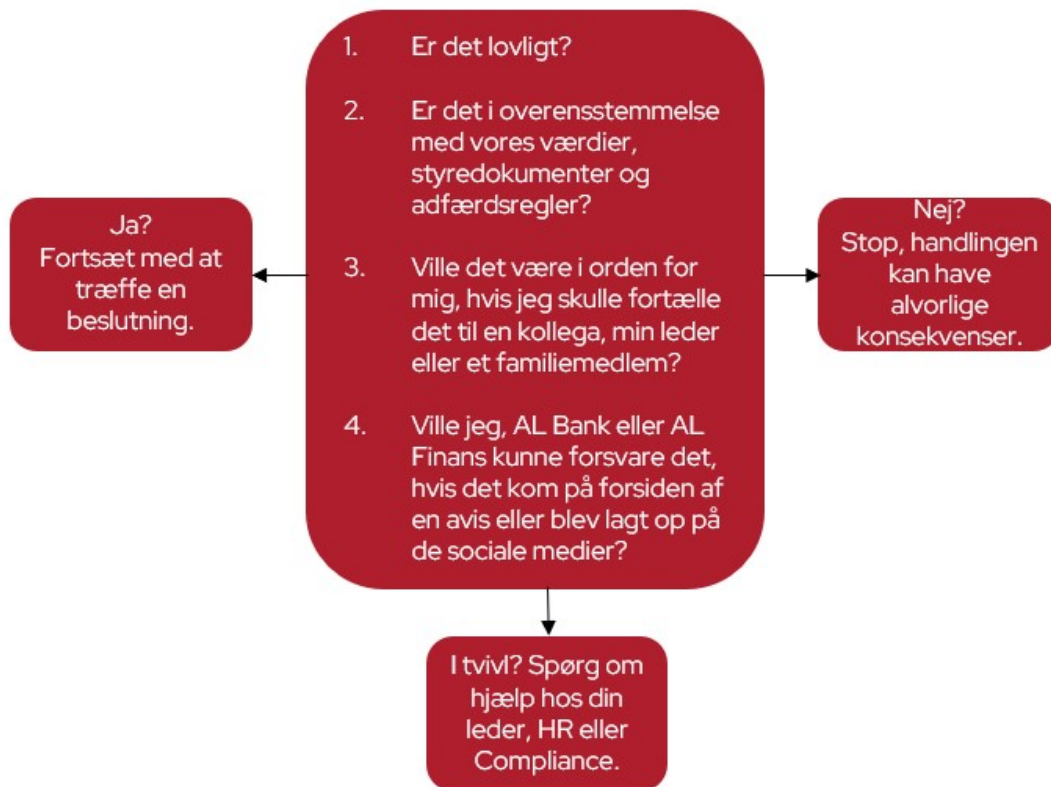 1. Er det lovligt?
2. Er det i overensstemmelse
med vores værdier,
styredokumenter og
adfærdsregler?
3. Ville det være i orden for
mig, hvis jeg skulle fortælle
det til en kollega, min leder
eller et familiemedlem?
4. Ville jeg, AL Bank eller AL
Finans kunne forsvare det,
hvis det kom på forsiden af
en avis eller blev lagt op på
de sociale medier?
Ja?
Fortsæt med at
træffe en
beslutning.
Nej?
Stop, handlingen
kan have
alvorlige
konsekvenser.
I tvivl? Spørg om
hjælp hos din
leder, HR eller
Compliance.